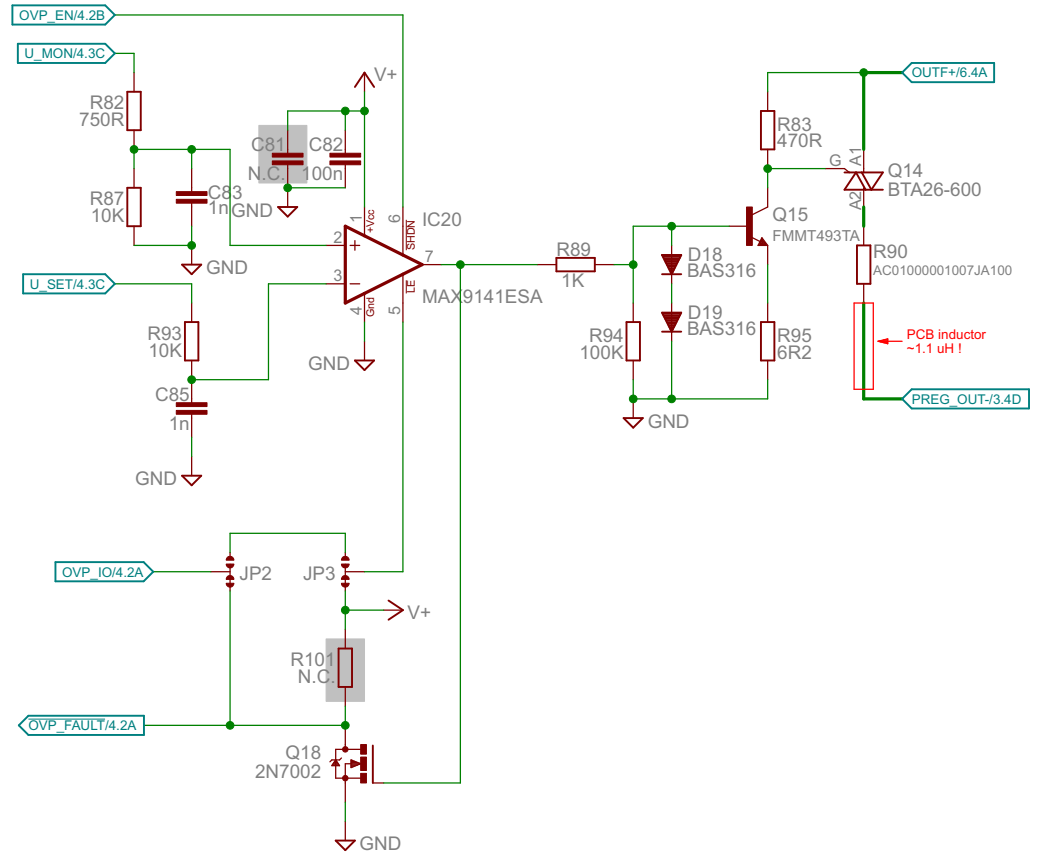 OVP_EN/4.2B
U_MON/4.3C
V+
OUTF+/6.4A
R82
750R
C81
N.C.
C82
100n
R83
470R
G
A1
A2
Q14
BTA26-600
R87
10K
C83
1n
GND
GND
1
+Vcc
6
SHDN
IC20
2
+
3
−
7
MAX9141ESA
4
Gnd
5
LE
GND
Q15
FMMT493TA
R89
1K
D18
BAS316
D19
BAS316
R90
AC01000001007JA100
U_SET/4.3C
R93
10K
C85
1n
GND
R94
100K
R95
6R2
GND
PCB inductor
~1.1 uH !
PREG_OUT-/3.4D
OVP_IO/4.2A
JP2
JP3
V+
R101
N.C.
OVP_FAULT/4.2A
Q18
2N7002
GND